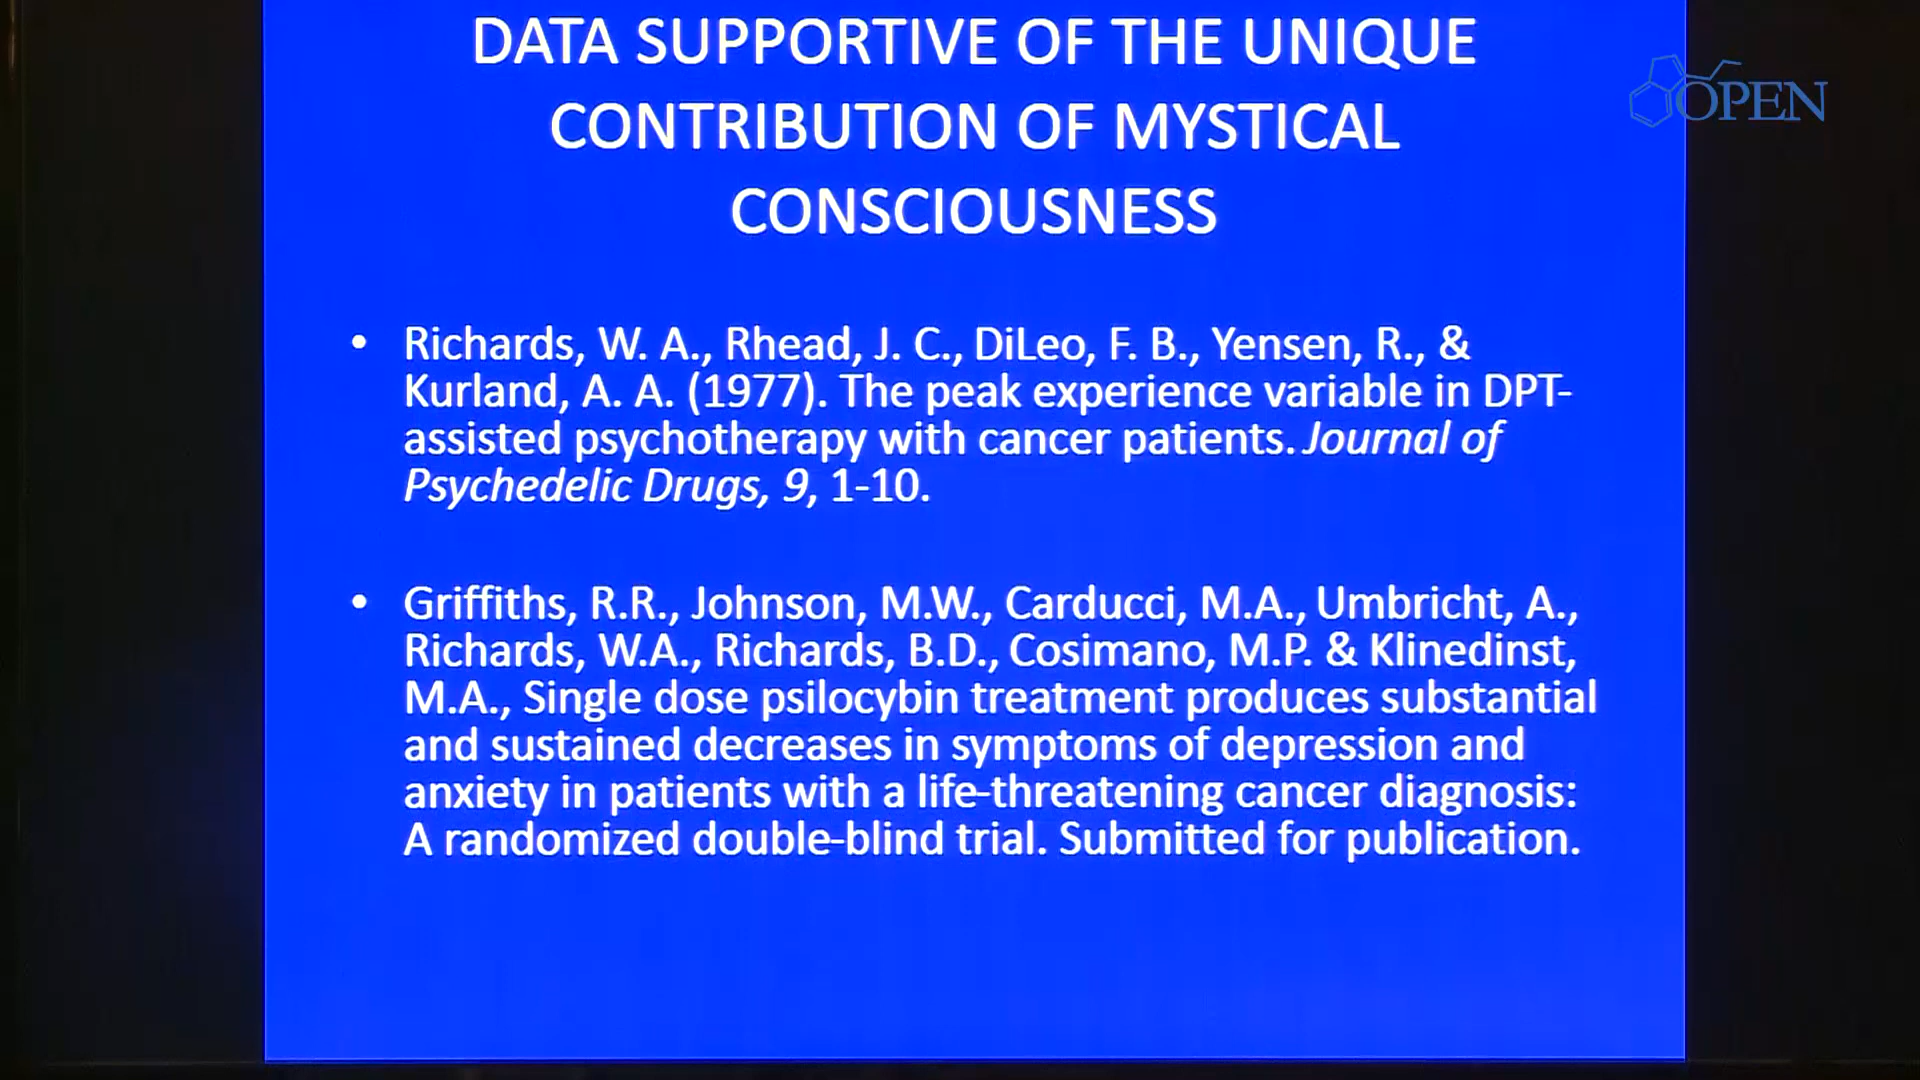 DATA SUPPORTIVE OF THE UNIQUE
CONTRIBUTION OF MYSTICAL
CONSCIOUSNESS
OPEN
• Richards, W. A., Rhead, J. C., DiLeo, F. B., Yensen, R., &
Kurland, A. A. (1977). The peak experience variable in DPT-
assisted psychotherapy with cancer patients. Journal of
Psychedelic Drugs, 9, 1-10.
• Griffiths, R.R., Johnson, M.W., Carducci, M.A., Umbricht, A.,
Richards, W.A., Richards, B.D., Cosimano, M.P. & Klinedinst,
M.A., Single dose psilocybin treatment produces substantial
and sustained decreases in symptoms of depression and
anxiety in patients with a life-threatening cancer diagnosis:
A randomized double-blind trial. Submitted for publication.